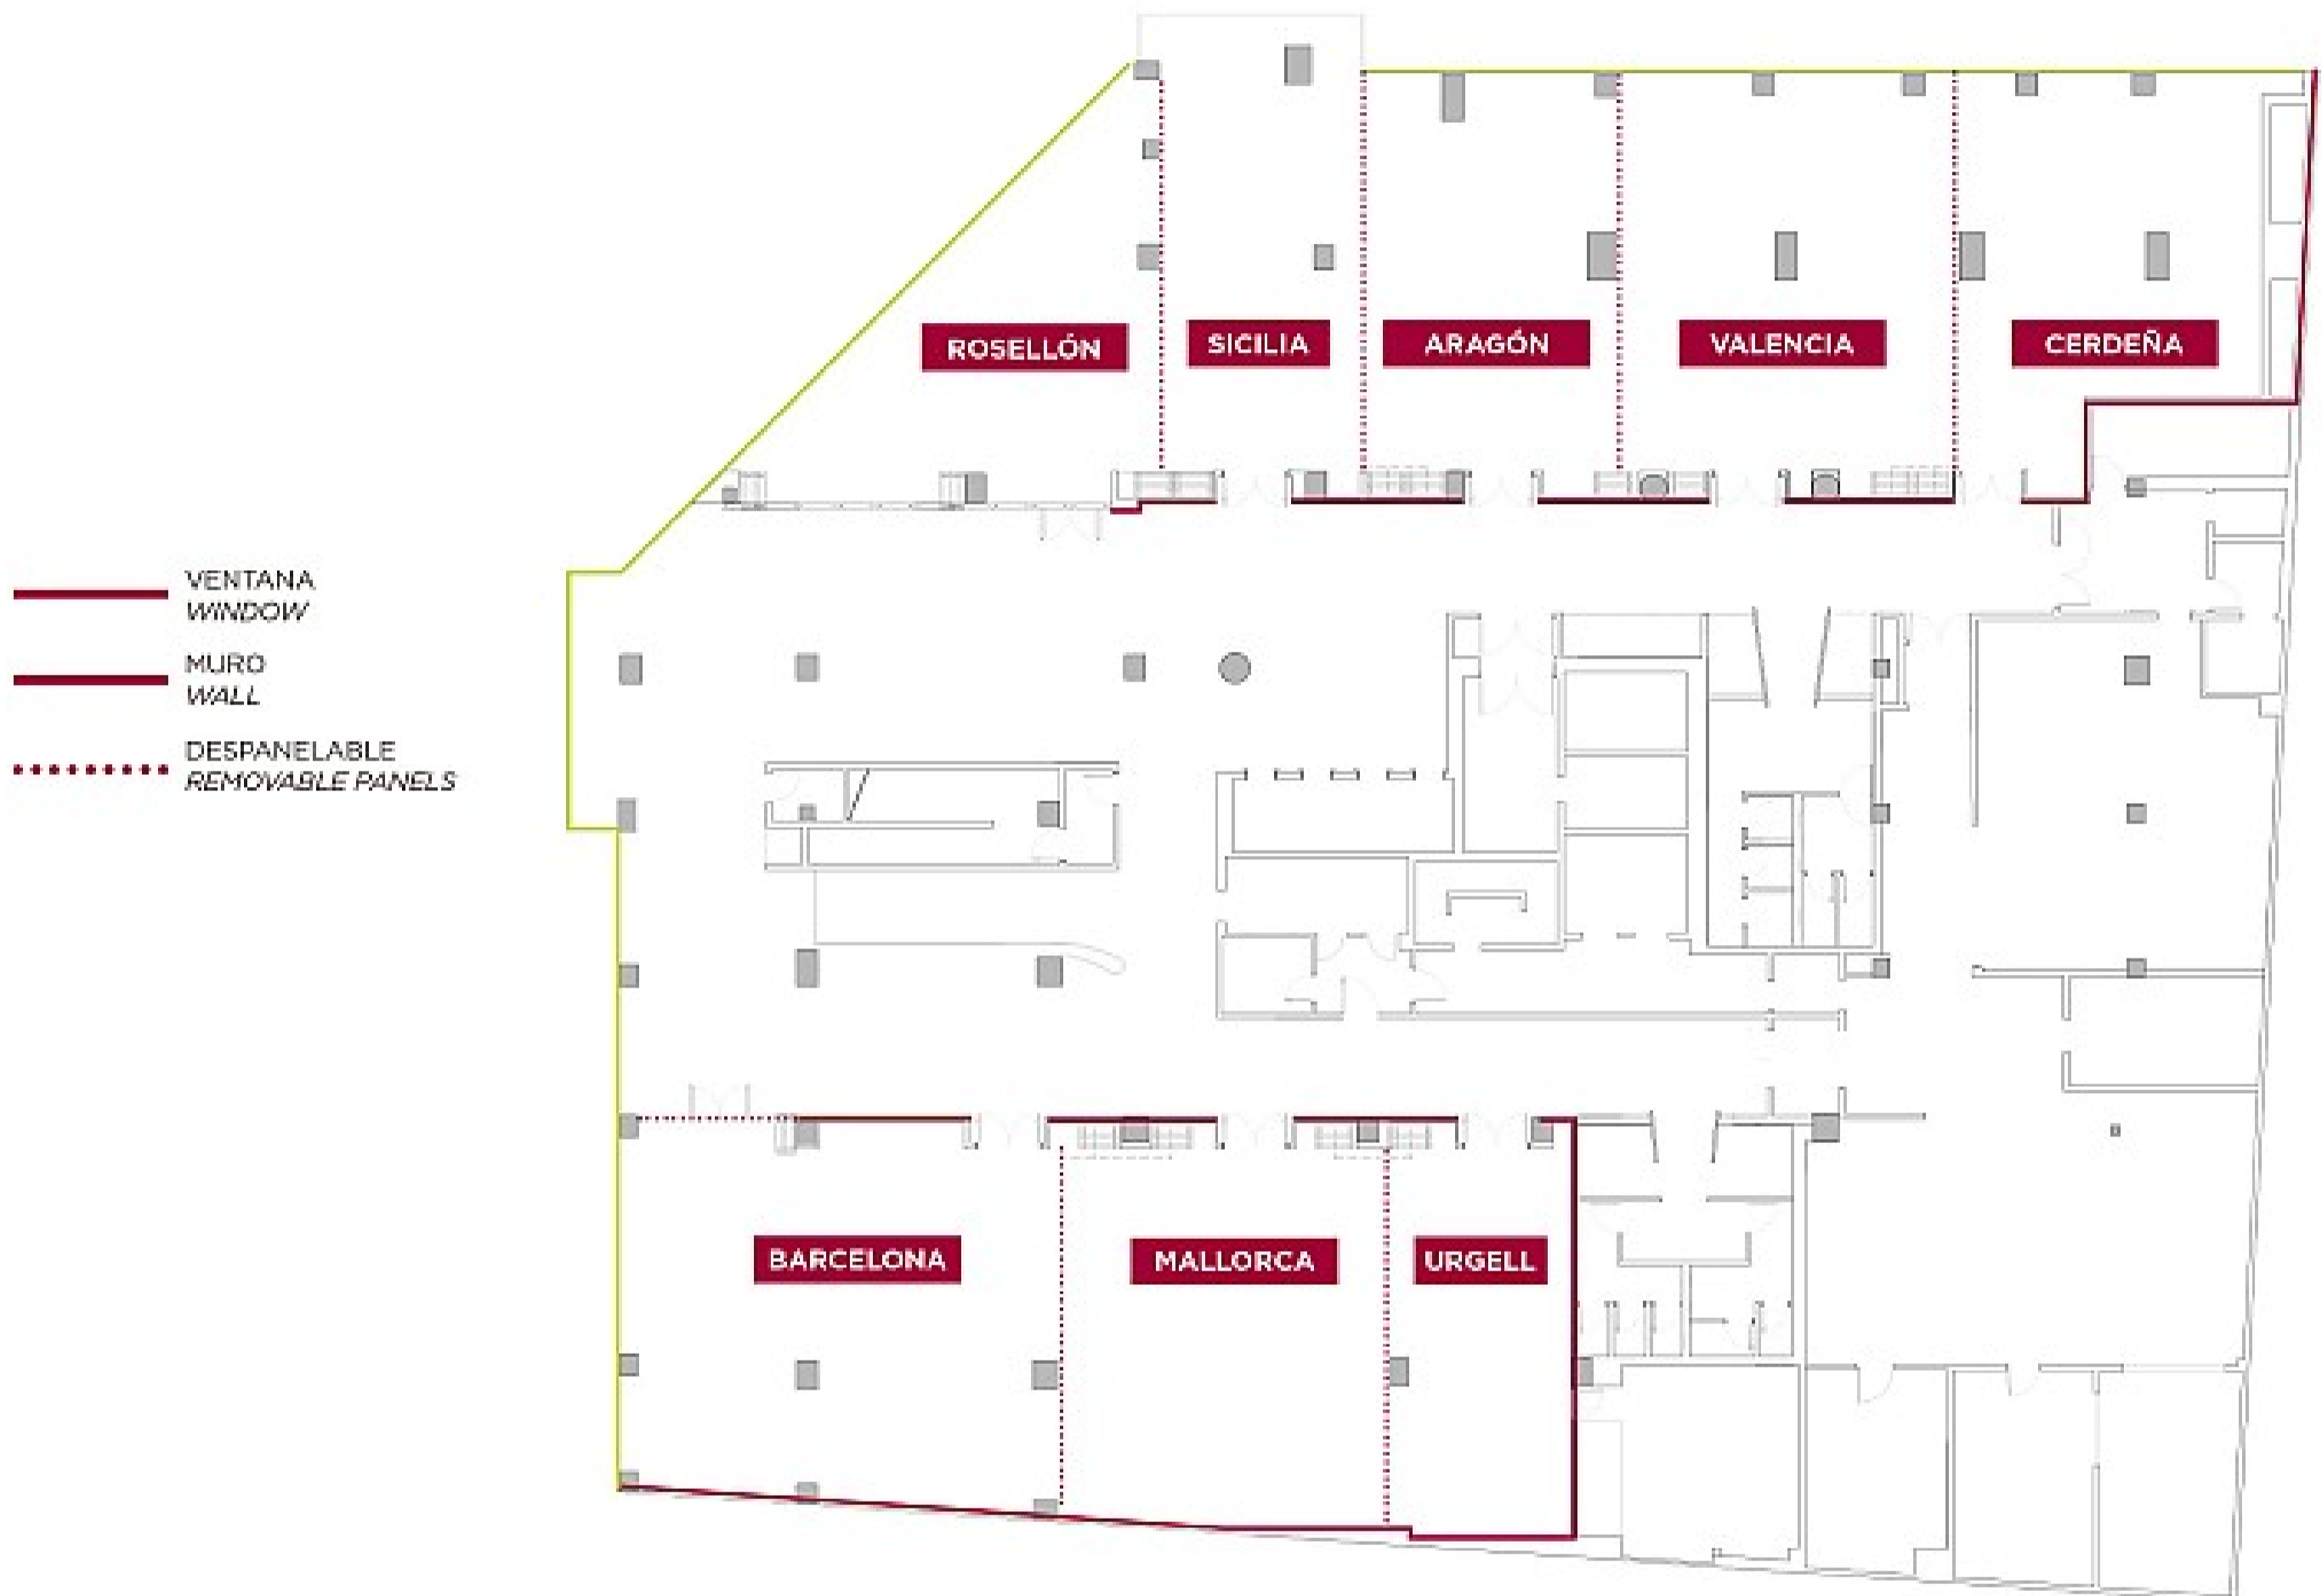 ROSELLÓN
SICILIA
ARAGÓN
VALENCIA
CERDEÑA
VENTANA
WINDOW
MURO
WALL
DESPANELABLE
REMOVABLE PANELS
BARCELONA
MALLORCA
URGELL